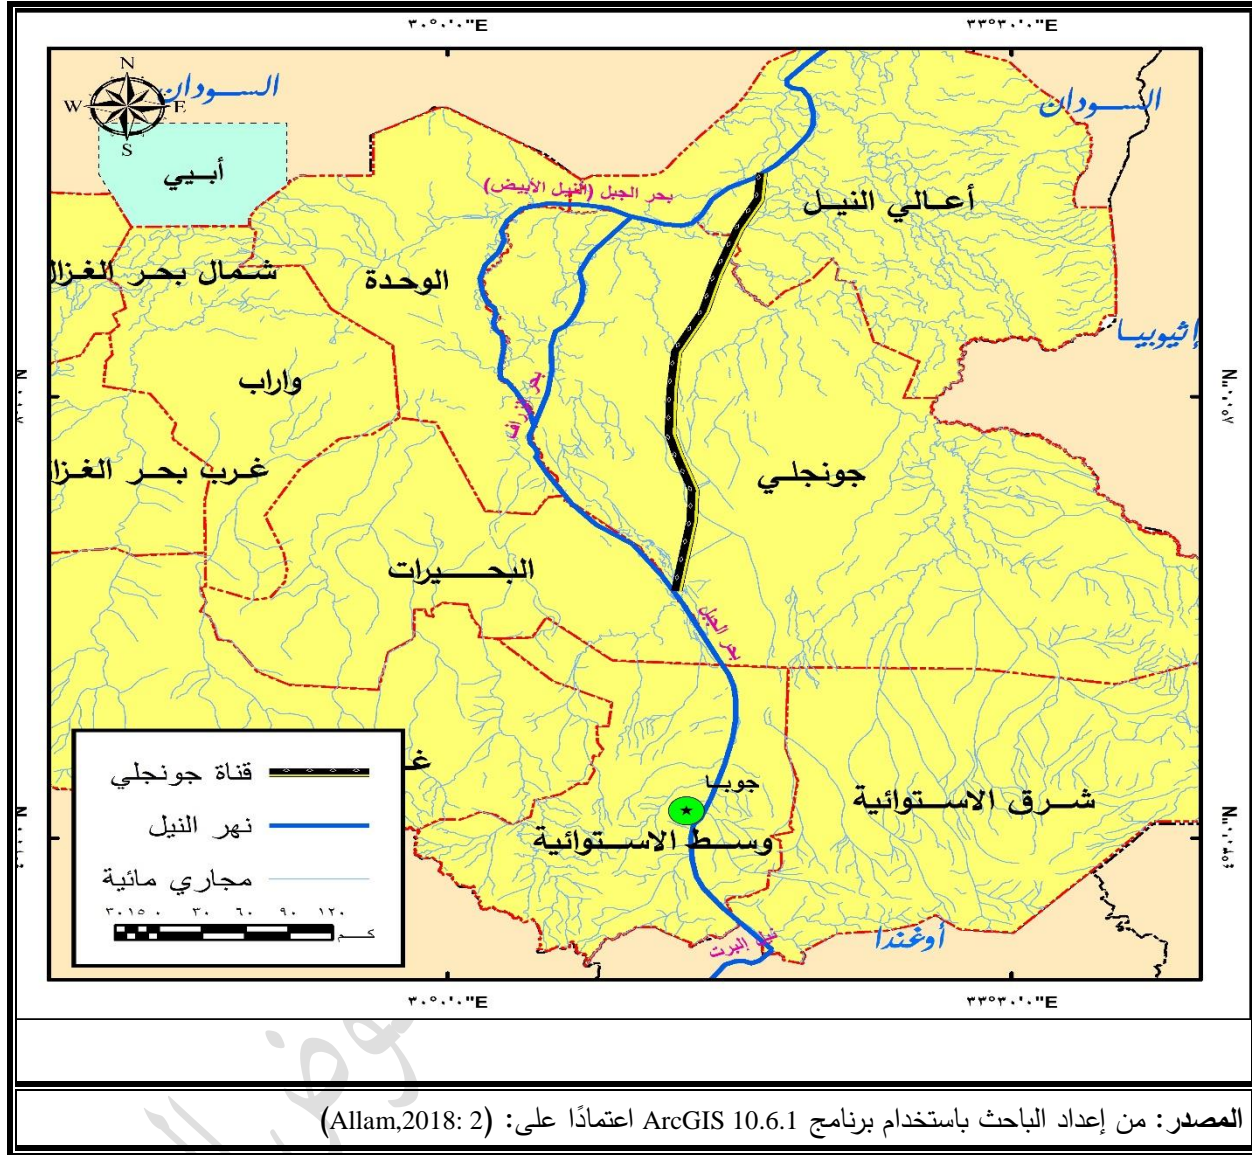 ٣٠°٠'٠"E
٣٣°٣٠'٠"E
N
W
E
S
السودان
السودان
أبيي
بحر الجبل (النيل الأبيض)
أعالي النيل
شمال بحر الغزال
الوحدة
إثيوبيا
واراب
غرب بحر الغزال
جونجلي
البحيرات
بحر الجبل
جوبا
شرق الاستوائية
وسط الاستوائية
أوغندا
نيل ألبرت
غـ
قناة جونجلي
نهر النيل
مجاري مائية
٣٠ ١٥ ٠ ٣٠ ٦٠ ٩٠ ١٢٠
كم
٣٠°٠'٠"E
٣٣°٣٠'٠"E
المصدر: من إعداد الباحث باستخدام برنامج ArcGIS 10.6.1 اعتمادًا على: (Allam,2018: 2)